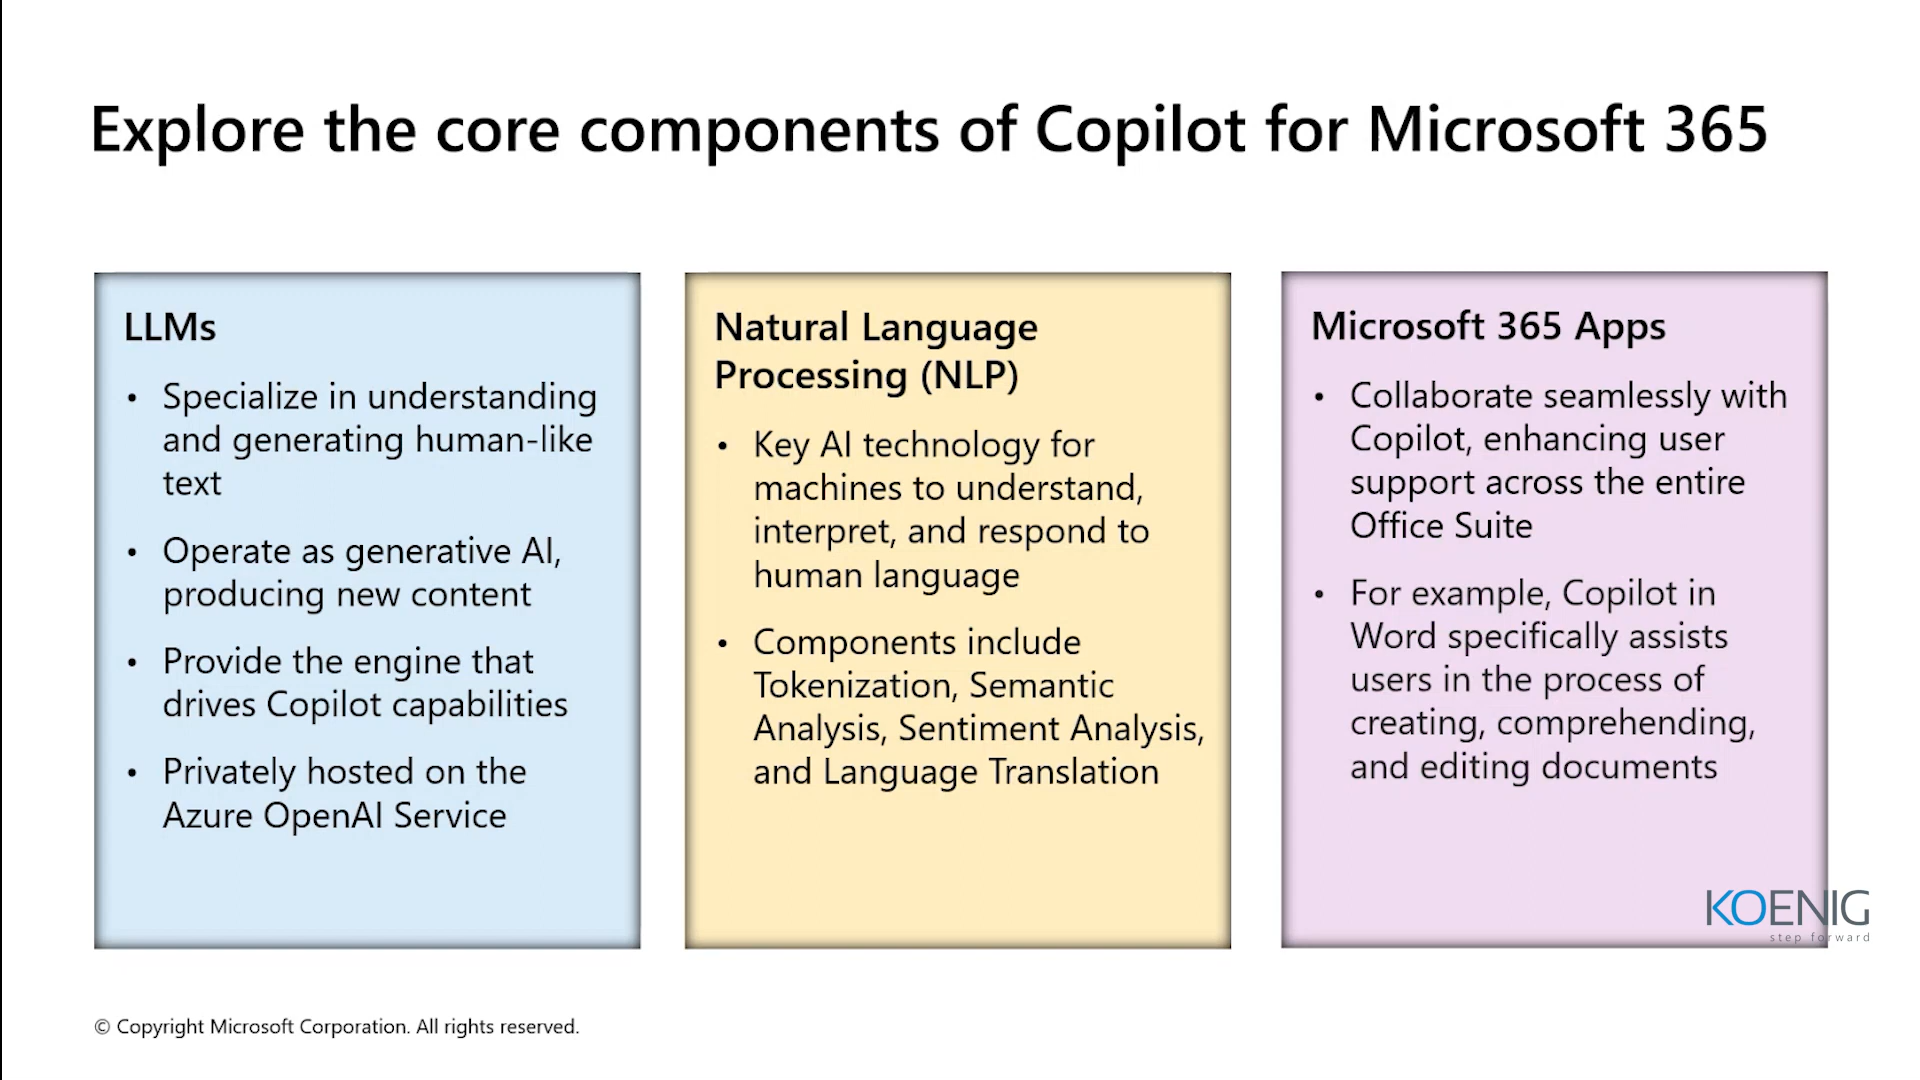 Explore the core components of Copilot for Microsoft 365
LLMs
• Specialize in understanding
and generating human-like
text
• Operate as generative AI,
producing new content
• Provide the engine that
drives Copilot capabilities
• Privately hosted on the
Azure OpenAI Service
Natural Language
Processing (NLP)
• Key AI technology for
machines to understand,
interpret, and respond to
human language
• Components include
Tokenization, Semantic
Analysis, Sentiment Analysis,
and Language Translation
Microsoft 365 Apps
• Collaborate seamlessly with
Copilot, enhancing user
support across the entire
Office Suite
• For example, Copilot in
Word specifically assists
users in the process of
creating, comprehending,
and editing documents
KOENIG
step forward
© Copyright Microsoft Corporation. All rights reserved.